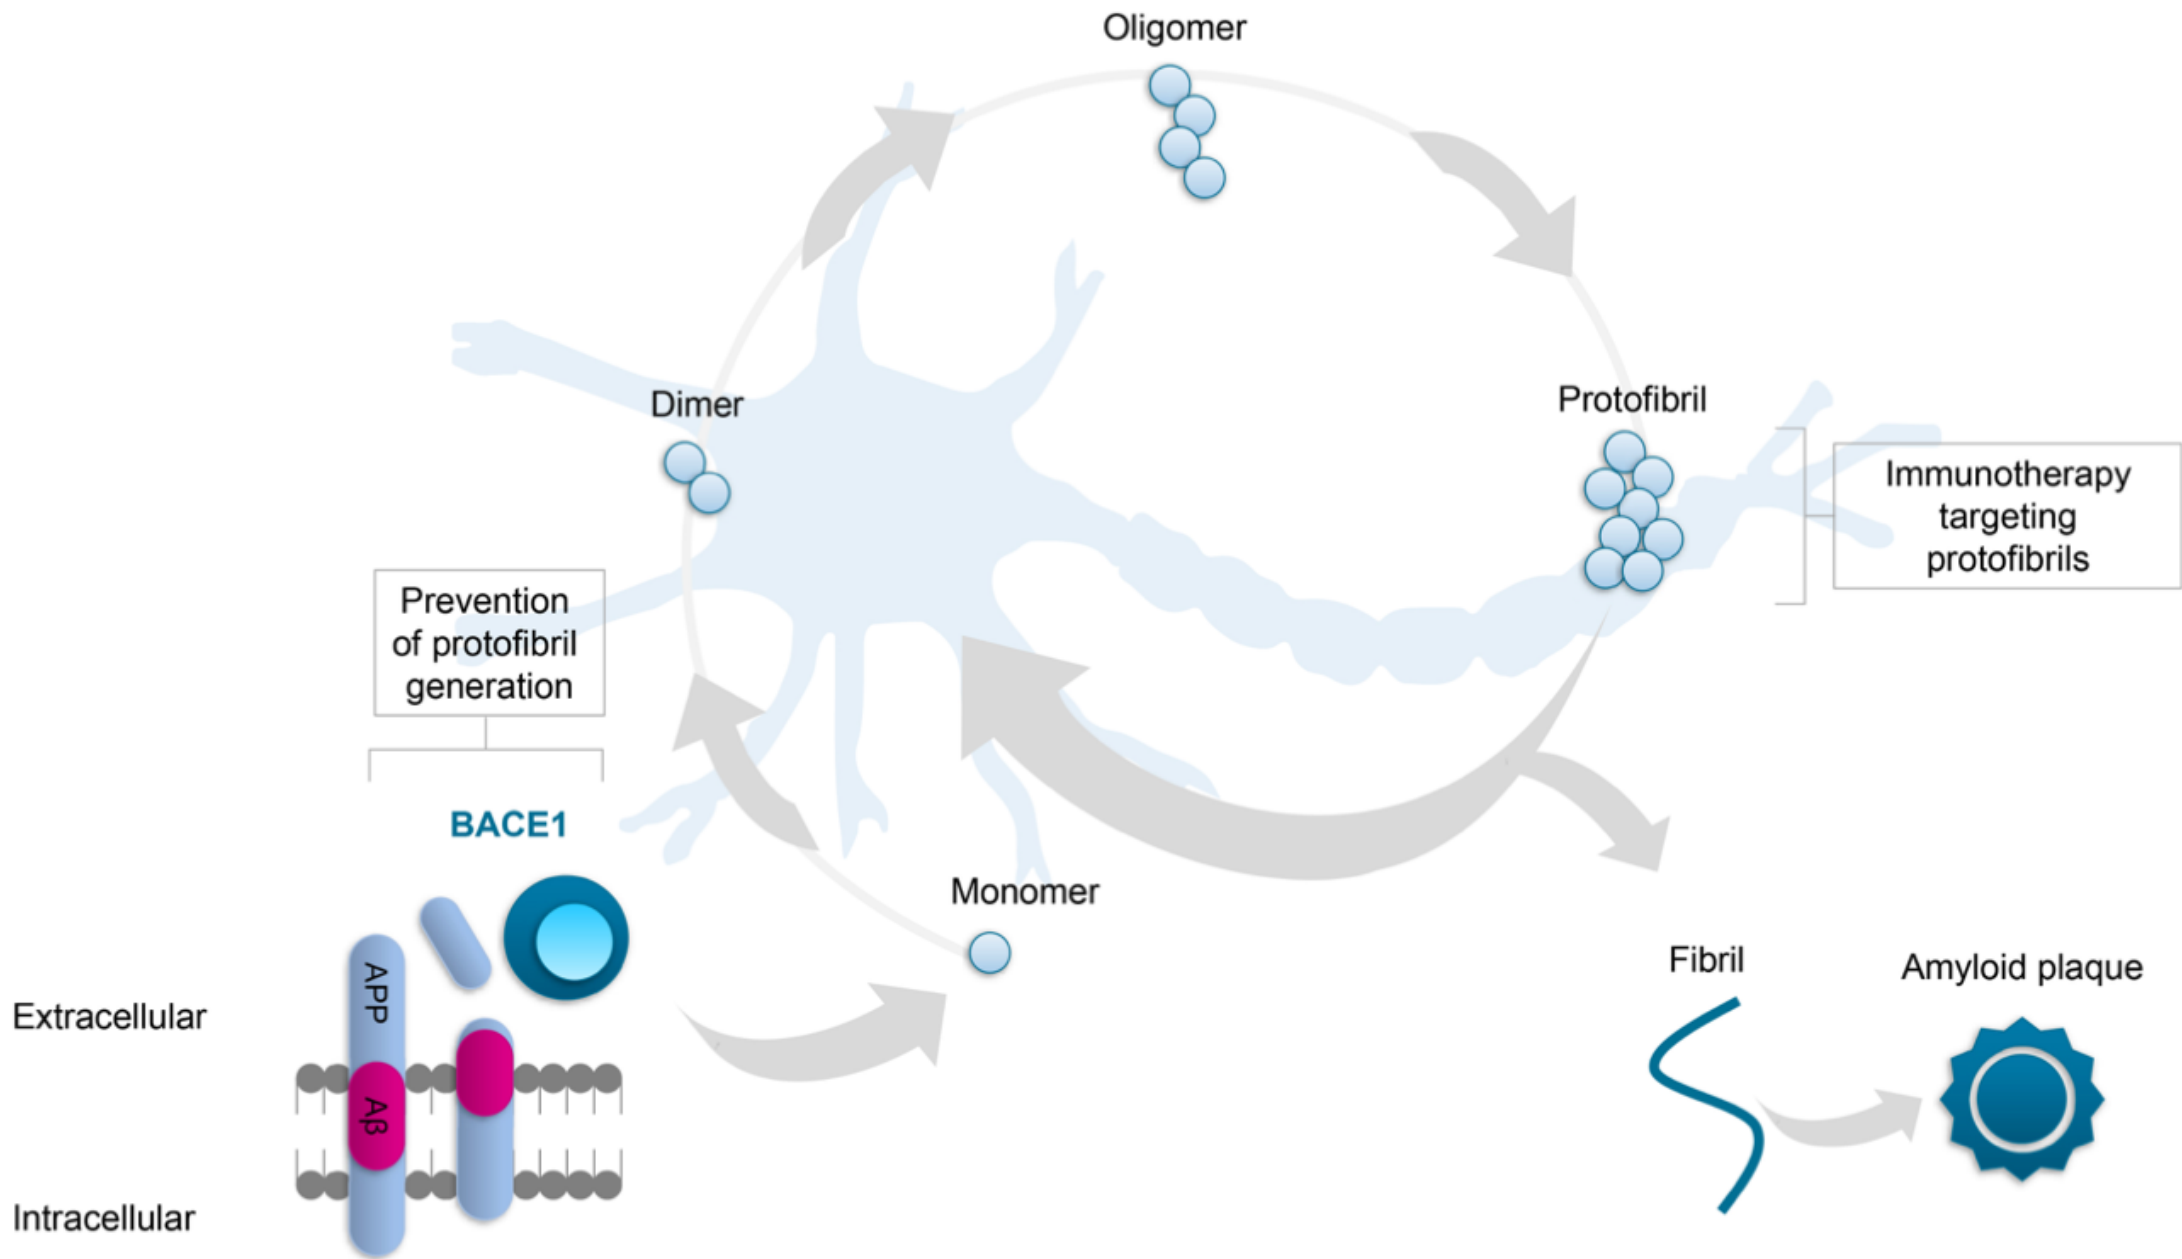 Oligomer
Dimer
Protofibril
Immunotherapy
targeting
protofibrils
Prevention
of protofibril
generation
BACE1
Monomer
APP
Aβ
Extracellular
Intracellular
Fibril
Amyloid plaque